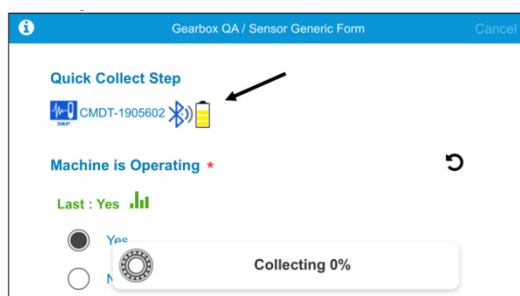 Gearbox QA / Sensor Generic Form
Cancel
Quick Collect Step
SKF CMDT-1905602
Machine is Operating *
Last : Yes
Yes
Collecting 0%